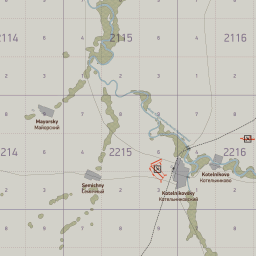 2114
2115
2116
Mayorsky
Майорский
2214
2215
2216
Semichny
Семичный
Kotelnikovo
Котельниково
Kotelnikovsky
Котельниковский